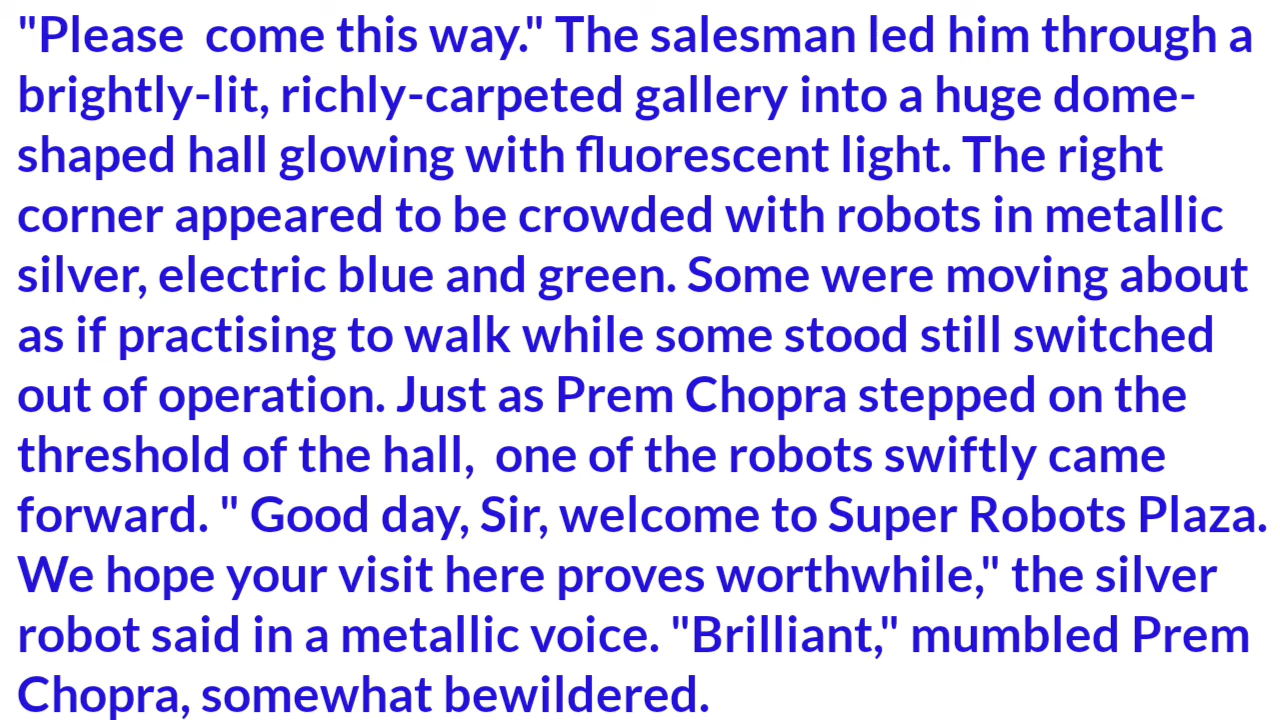 "Please  come this way." The salesman led him through a
brightly-lit, richly-carpeted gallery into a huge dome-
shaped hall glowing with fluorescent light. The right
corner appeared to be crowded with robots in metallic
silver, electric blue and green. Some were moving about
as if practising to walk while some stood still switched
out of operation. Just as Prem Chopra stepped on the
threshold of the hall,  one of the robots swiftly came
forward. " Good day, Sir, welcome to Super Robots Plaza.
We hope your visit here proves worthwhile," the silver
robot said in a metallic voice. "Brilliant," mumbled Prem
Chopra, somewhat bewildered.